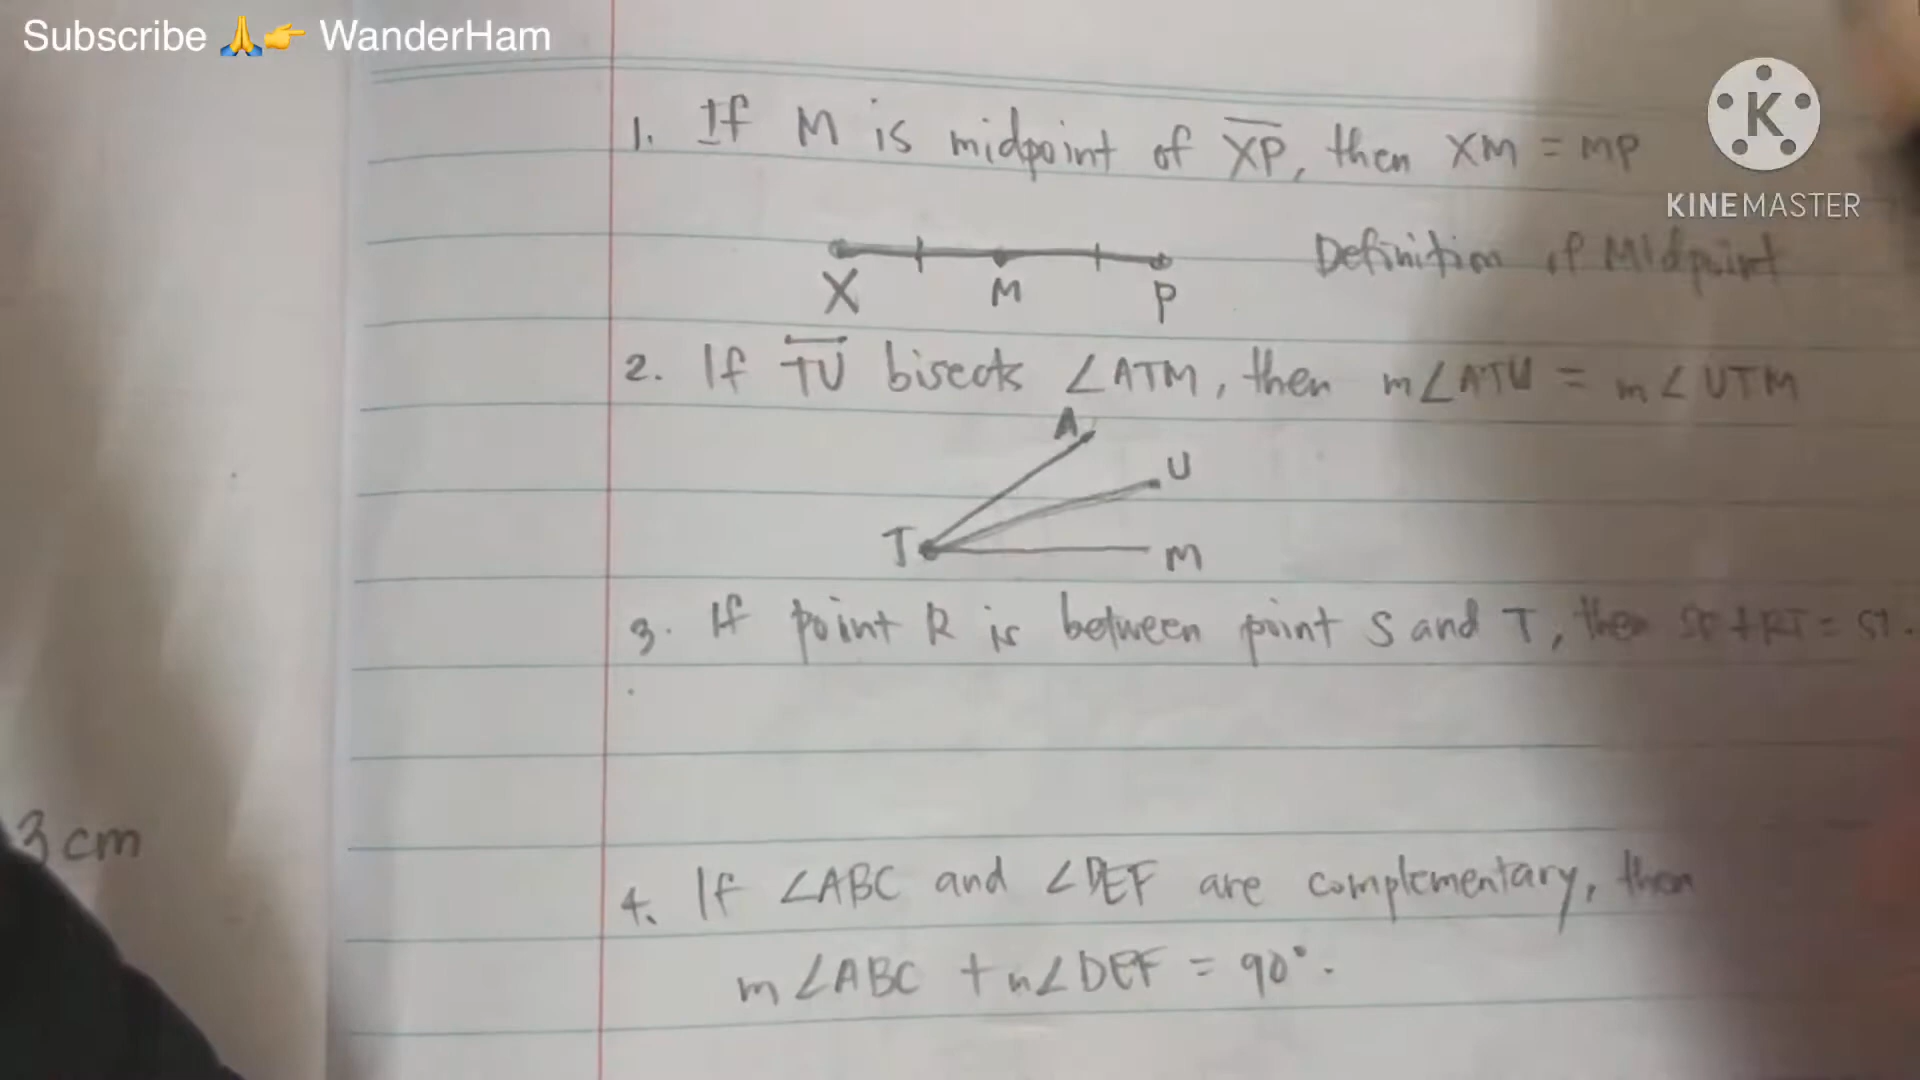 Subscribe 🙏👉 WanderHam
K
KINEMASTER
1. If M is midpoint of XP, then XM = MP
Definition of Midpoint
X M P
2. If TU bisects ∠ATM, then m∠ATU = m∠UTM
A
U
T M
3. If point R is between point S and T, then SR + RT = ST.
3 cm
4. If ∠ABC and ∠DEF are complementary, then
m∠ABC + m∠DEF = 90°.